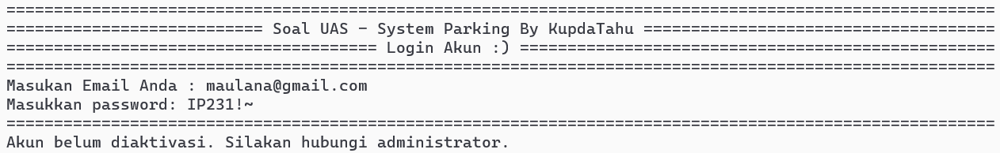 ========================================================================================================
=========================== Soal UAS - System Parking By KupdaTahu =====================================
======================================= Login Akun :) ==================================================
========================================================================================================
Masukan Email Anda : maulana@gmail.com
Masukkan password: IP231!~
========================================================================================================
Akun belum diaktivasi. Silakan hubungi administrator.